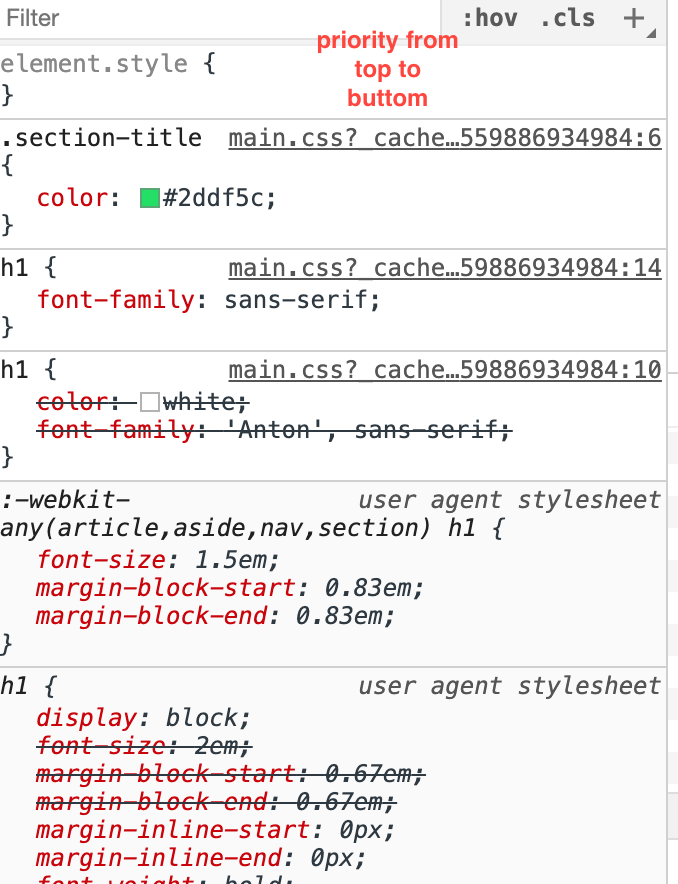 Filter :hov .cls +
priority from
top to
buttom
element.style {
}
.section-title main.css?_cache…559886934984:6
{
color: #2ddf5c;
}
h1 { main.css?_cache…59886934984:14
font-family: sans-serif;
}
h1 { main.css?_cache…59886934984:10
color: white;
font-family: 'Anton', sans-serif;
}
:-webkit- user agent stylesheet
any(article,aside,nav,section) h1 {
font-size: 1.5em;
margin-block-start: 0.83em;
margin-block-end: 0.83em;
}
h1 { user agent stylesheet
display: block;
font-size: 2em;
margin-block-start: 0.67em;
margin-block-end: 0.67em;
margin-inline-start: 0px;
margin-inline-end: 0px;
font-weight: bold;